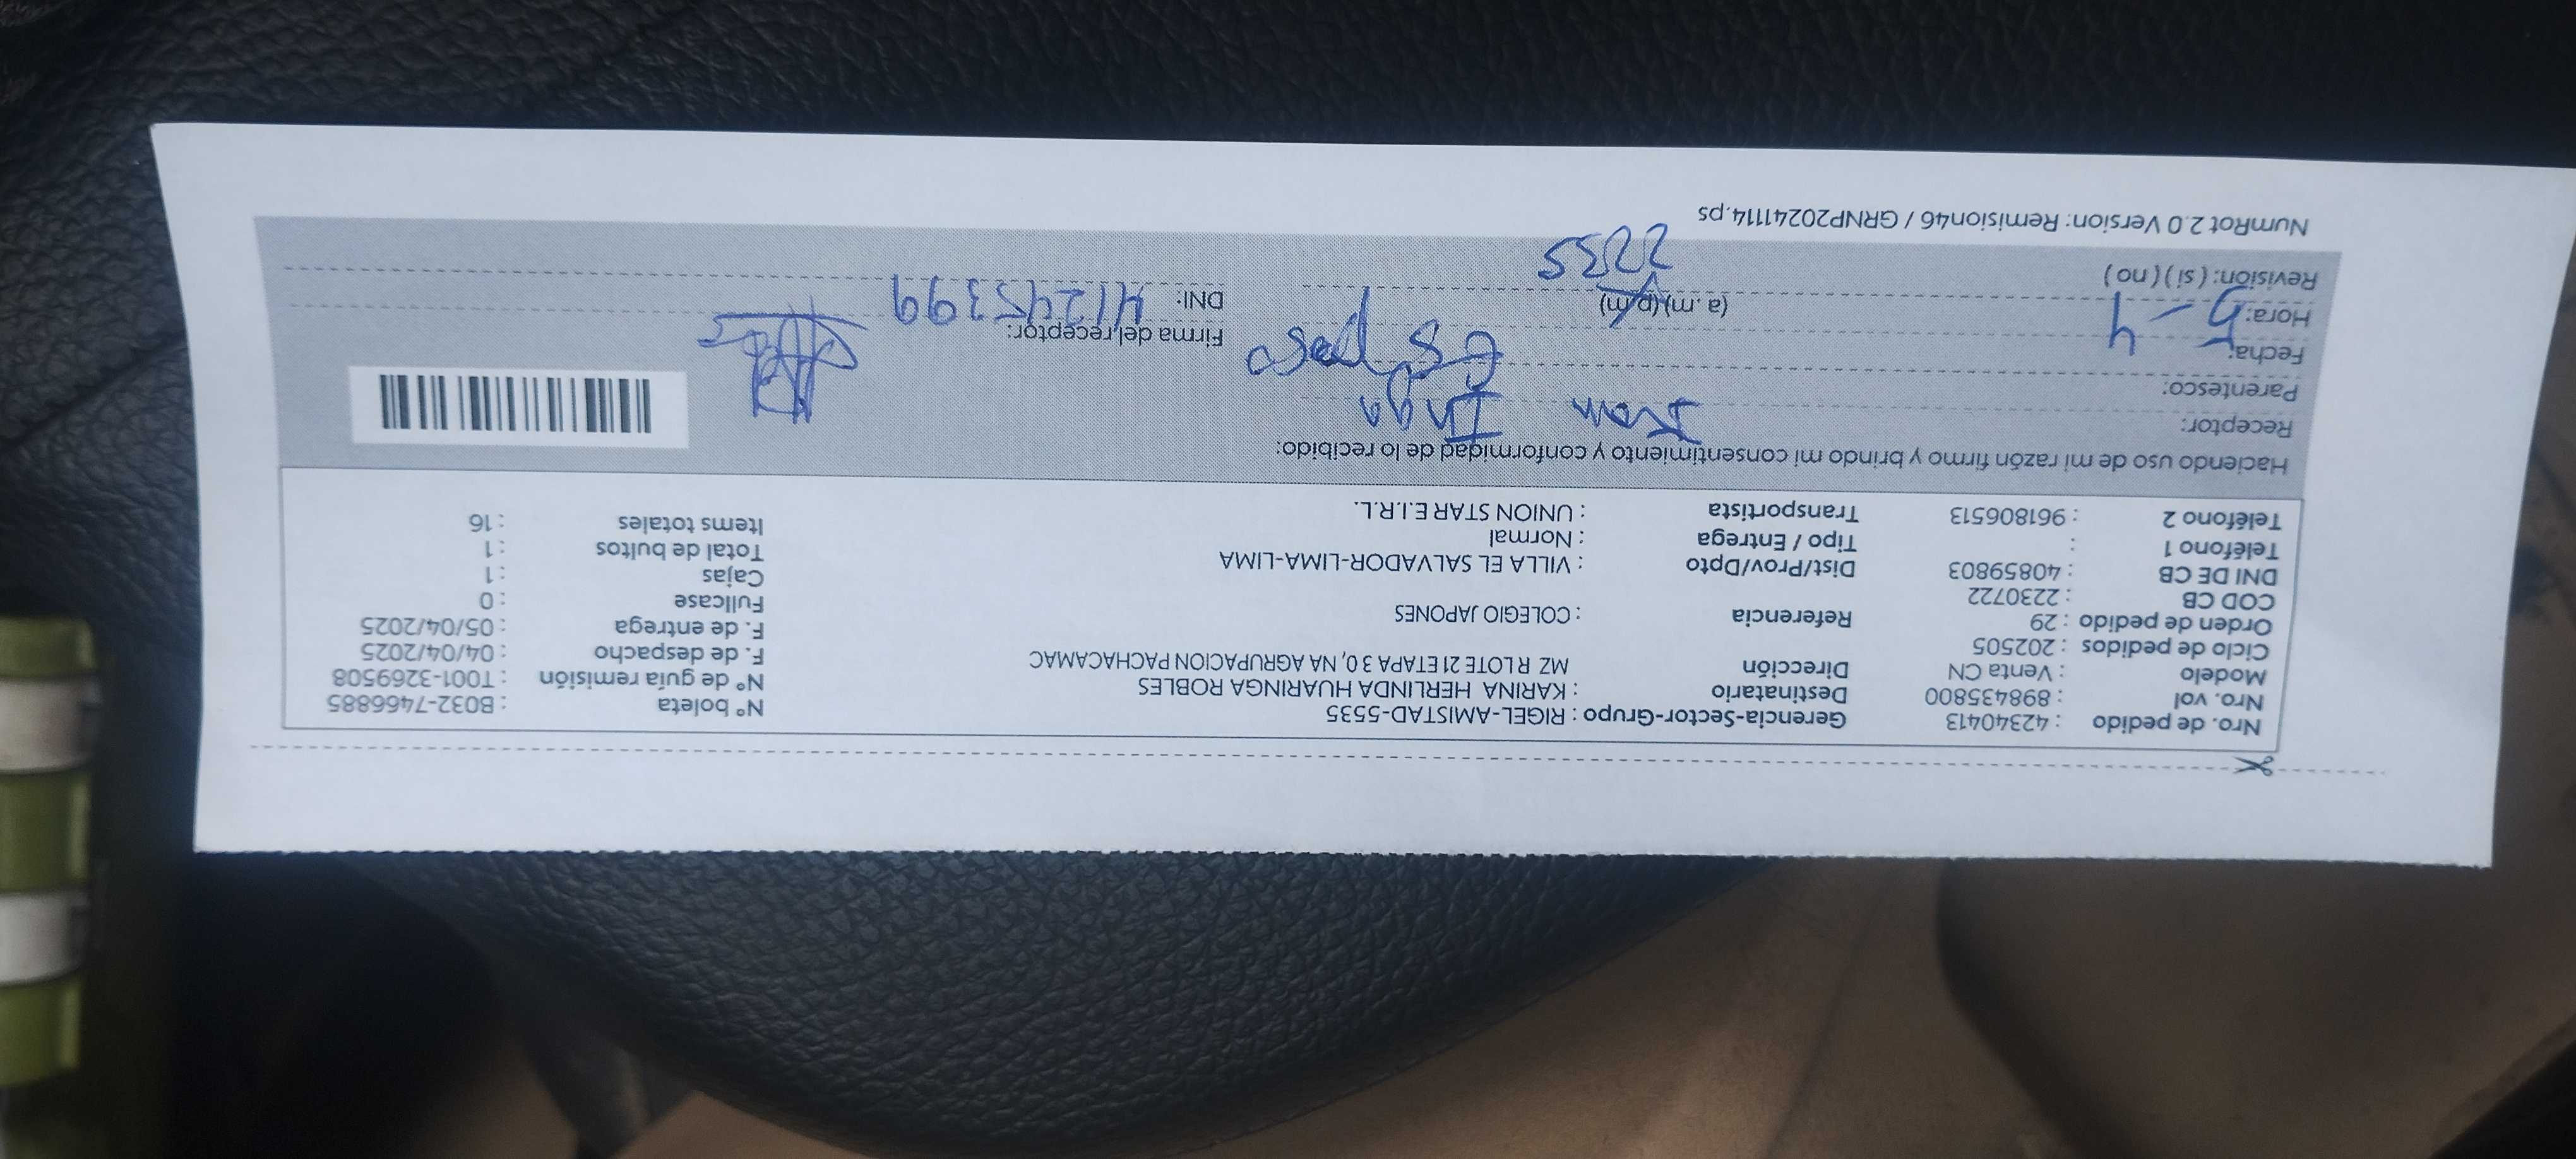 Nro. de pedido : 42340413 Gerencia-Sector-Grupo : RIGEL-AMISTAD-5535 N° boleta : B032-7466885
Nro. vol : 898435800 Destinatario : KARINA HERLINDA HUARINGA ROBLES N° de guía remisión : T001-3269508
Modelo : Venta CN Dirección MZ R LOTE 21 ETAPA 3 0, NA AGRUPACION PACHACAMAC F. de despacho : 04/04/2025
Ciclo de pedidos : 202505 F. de entrega : 05/04/2025
Orden de pedido : 29 Referencia : COLEGIO JAPONES Fullcase : 0
COD CB : 2230722 Cajas : 1
DNI DE CB : 40859803 Dist/Prov/Dpto : VILLA EL SALVADOR-LIMA-LIMA Total de bultos : 1
Teléfono 1 : Tipo / Entrega : Normal Items totales : 16
Teléfono 2 : 961806513 Transportista : UNION STAR E.I.R.L.
Haciendo uso de mi razón firmo y brindo mi consentimiento y conformidad de lo recibido:
Receptor: Inga
Parentesco: Esposo
Fecha: 5-4 Firma del receptor:
Hora: (a. m) (p.m) DNI: 41245399
2235
Revisión: ( si ) ( no )
NumRot 2.0 Version: Remision46 / GRNP20241114.ps